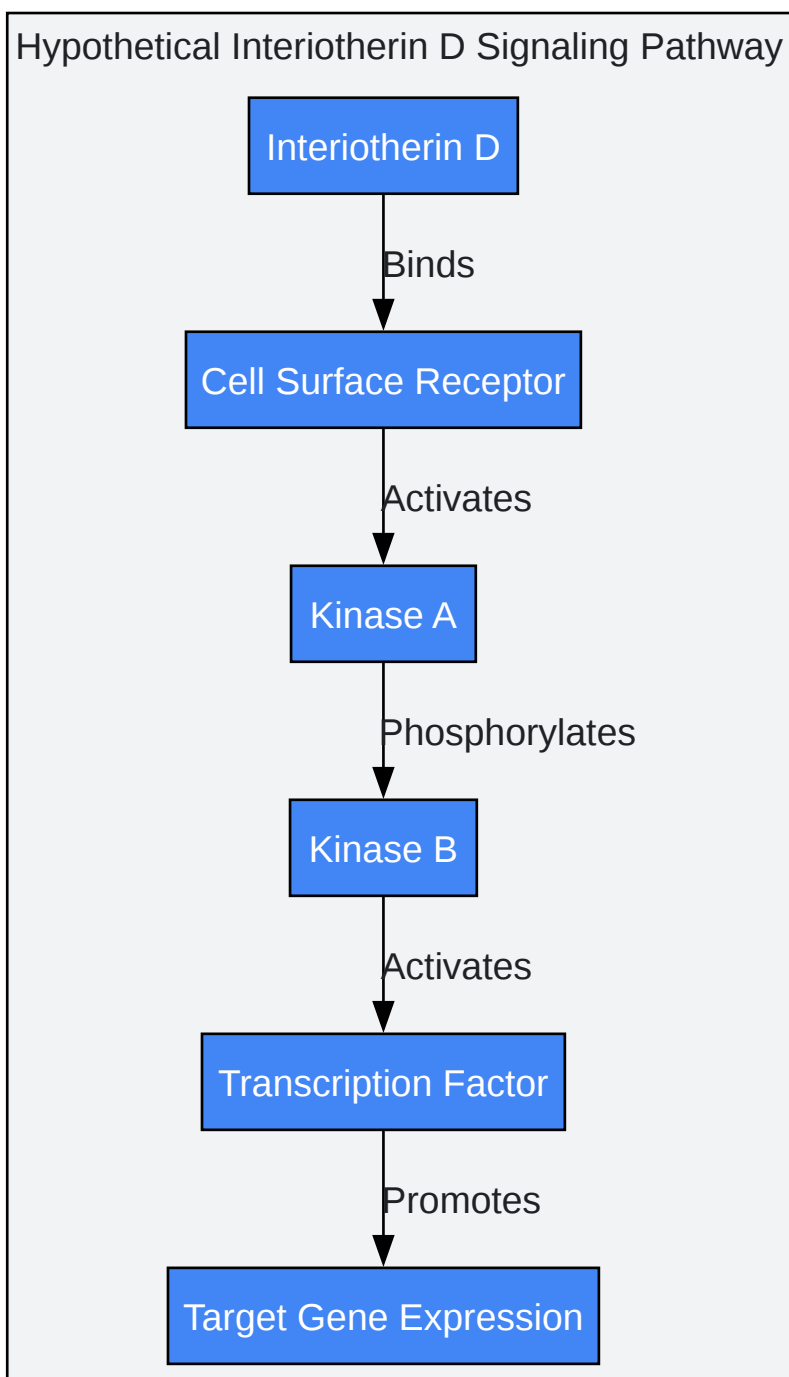 Hypothetical Interiotherin D Signaling Pathway
Interiotherin D
Binds
Cell Surface Receptor
Activates
Kinase A
Phosphorylates
Kinase B
Activates
Transcription Factor
Promotes
Target Gene Expression